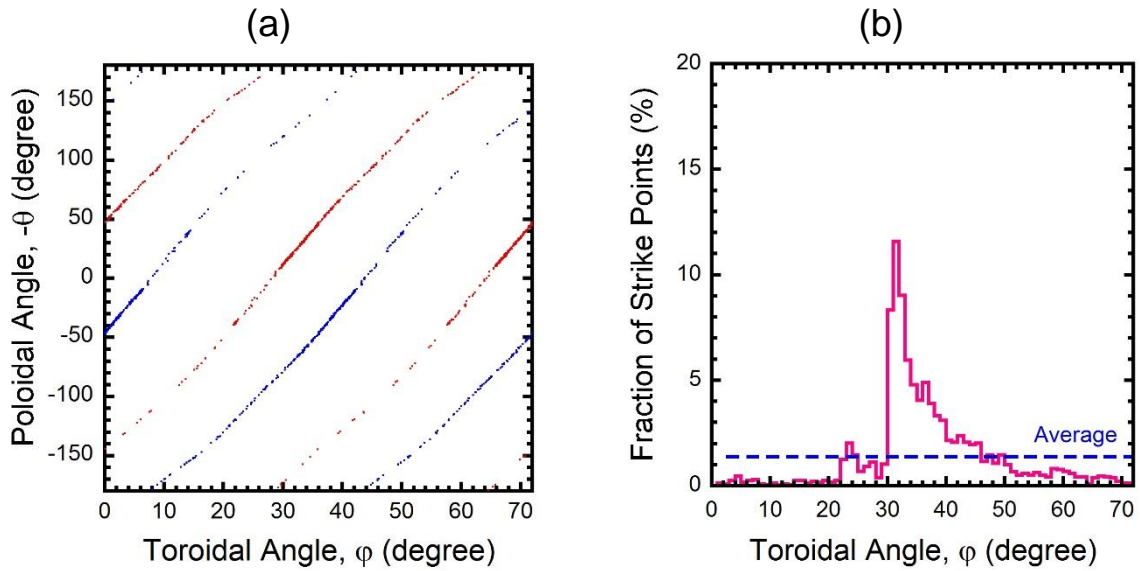 (a)
(b)
Poloidal Angle, -θ (degree)
150
100
50
0
-50
-100
-150
0 10 20 30 40 50 60 70
Toroidal Angle, φ (degree)
Fraction of Strike Points (%)
20
15
10
5
0
Average
0 10 20 30 40 50 60 70
Toroidal Angle, φ (degree)